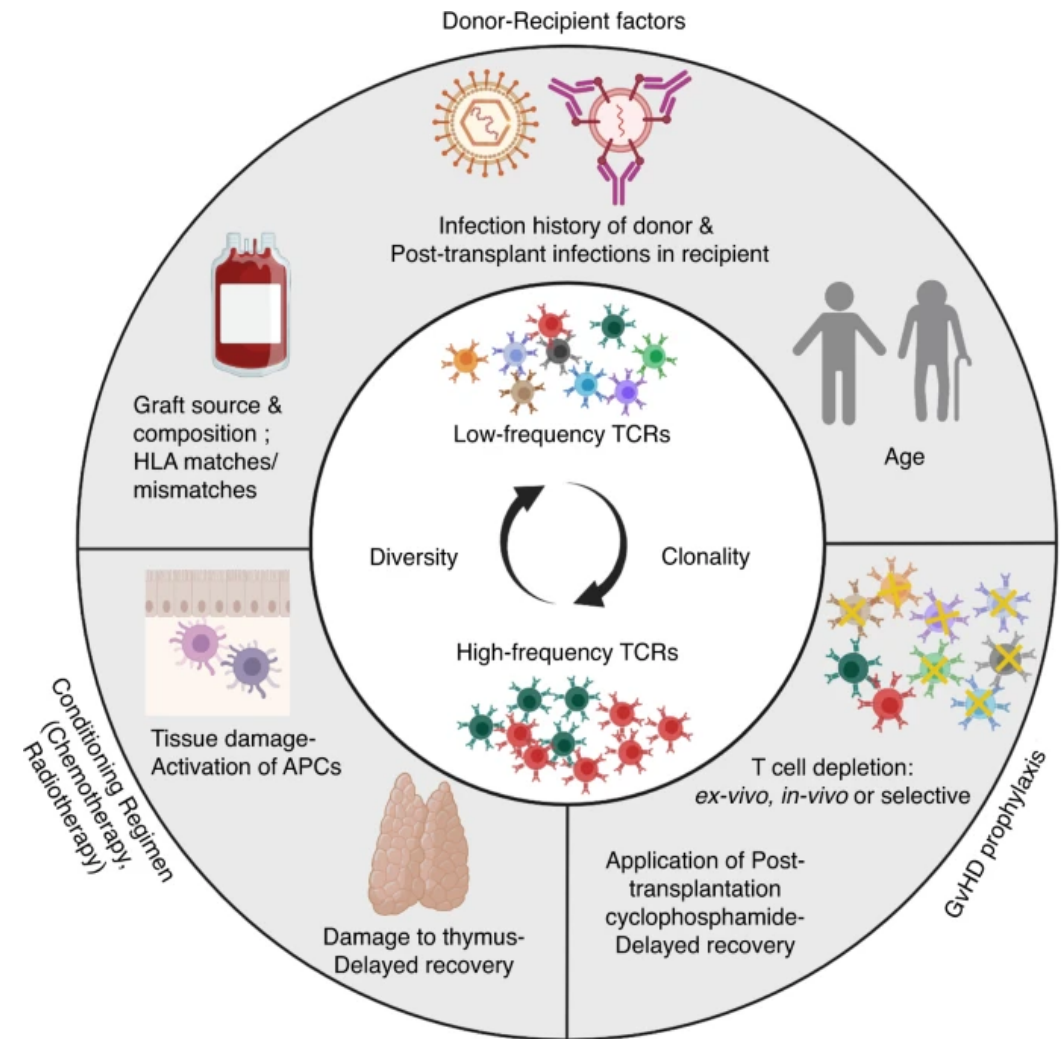 Donor-Recipient factors
Infection history of donor &
Post-transplant infections in recipient
Graft source &
composition ;
HLA matches/
mismatches
Age
Low-frequency TCRs
Diversity
Clonality
High-frequency TCRs
Tissue damage-
Activation of APCs
Damage to thymus-
Delayed recovery
Conditioning Regimen
(Chemotherapy,
Radiotherapy)
T cell depletion:
ex-vivo, in-vivo or selective
Application of Post-
transplantation
cyclophosphamide-
Delayed recovery
GvHD prophylaxis